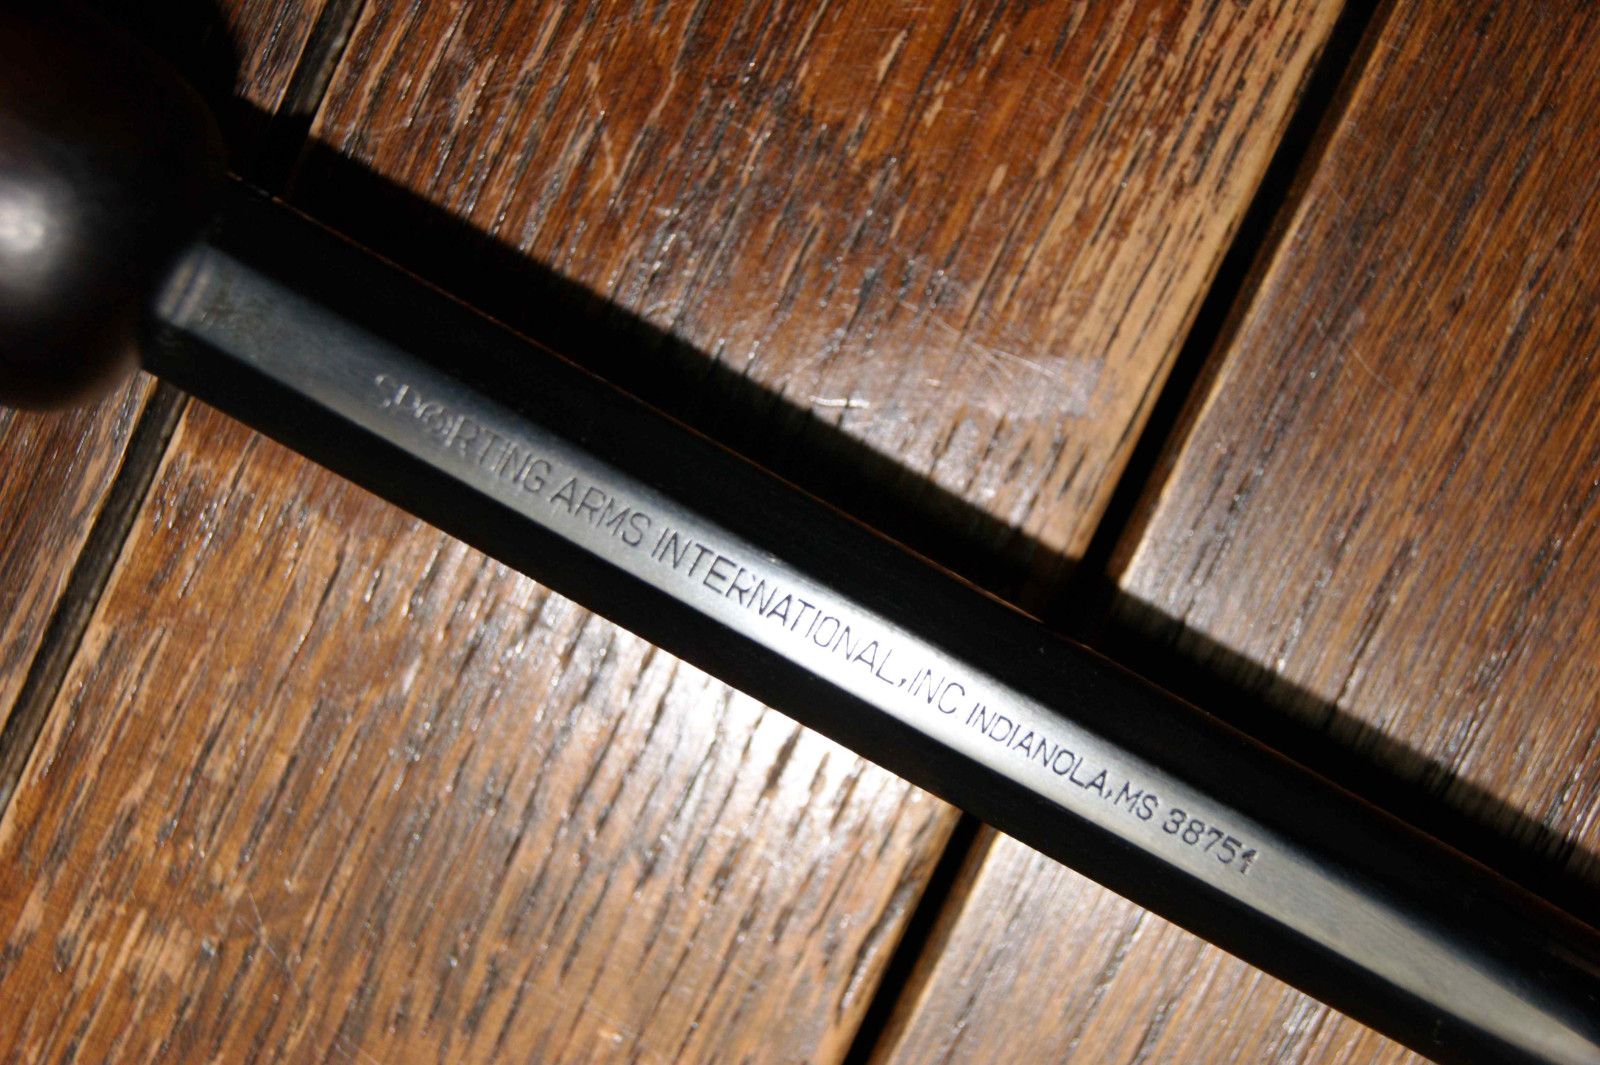 SPORTING ARMS INTERNATIONAL, INC. INDIANOLA, MS 38751